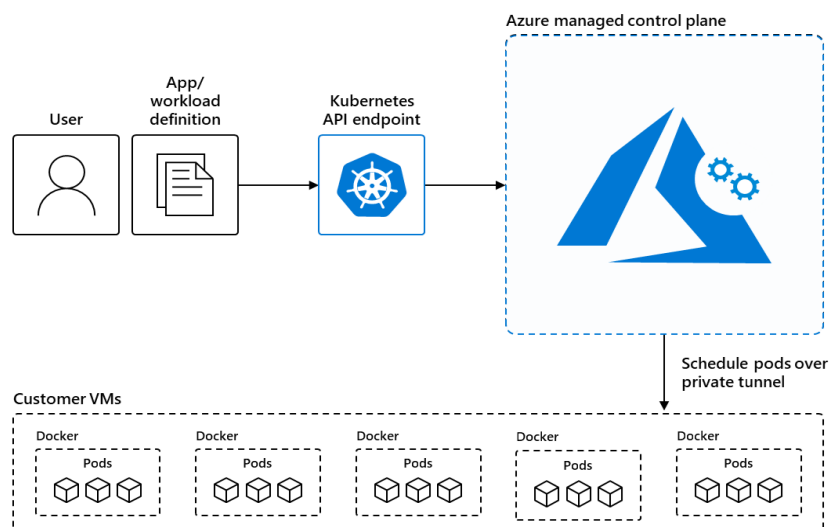 Azure managed control plane
User
App/
workload
definition
Kubernetes
API endpoint
Schedule pods over
private tunnel
Customer VMs
Docker
Docker
Docker
Docker
Docker
Pods
Pods
Pods
Pods
Pods